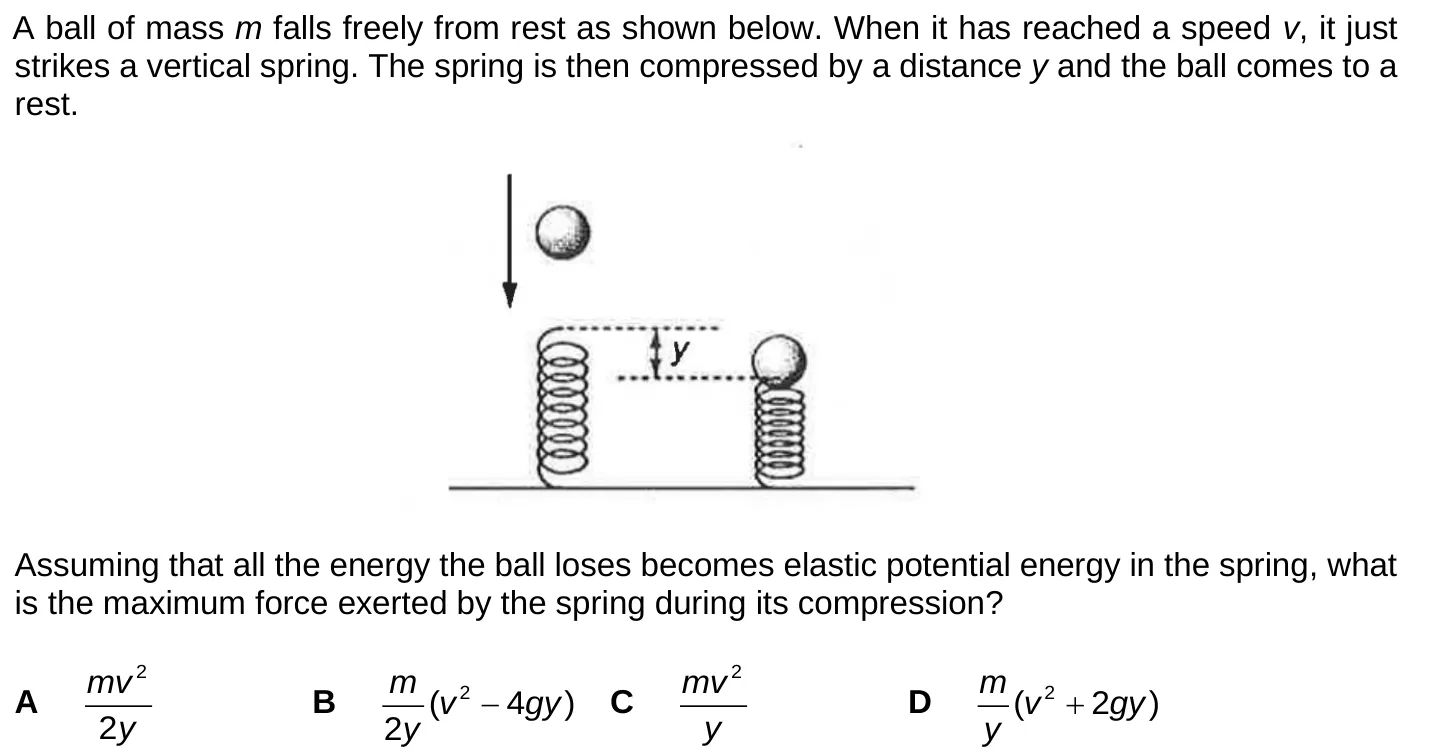 A ball of mass m falls freely from rest as shown below. When it has reached a speed v, it just
strikes a vertical spring. The spring is then compressed by a distance y and the ball comes to a
rest.
y
Assuming that all the energy the ball loses becomes elastic potential energy in the spring, what
is the maximum force exerted by the spring during its compression?
A mv²/2y B m/2y (v² – 4gy) C mv²/y D m/y (v² + 2gy)